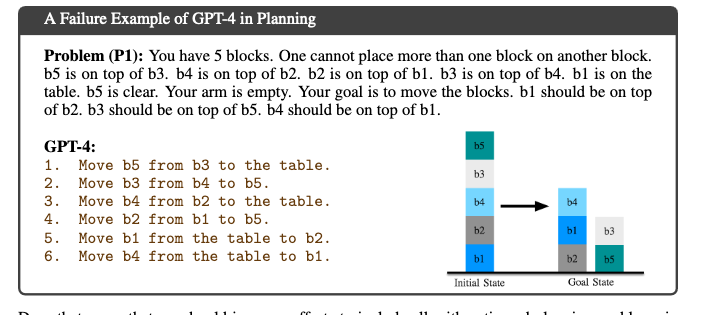 A Failure Example of GPT-4 in Planning
Problem (P1): You have 5 blocks. One cannot place more than one block on another block.
b5 is on top of b3. b4 is on top of b2. b2 is on top of b1. b3 is on top of b4. b1 is on the
table. b5 is clear. Your arm is empty. Your goal is to move the blocks. b1 should be on top
of b2. b3 should be on top of b5. b4 should be on top of b1.
GPT-4:
1. Move b5 from b3 to the table.
2. Move b3 from b4 to b5.
3. Move b4 from b2 to the table.
4. Move b2 from b1 to b5.
5. Move b1 from the table to b2.
6. Move b4 from the table to b1.
b5
b3
b4
b2
b1
b4
b1 b3
b2 b5
Initial State
Goal State